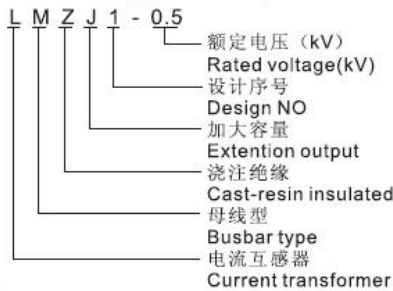 L M Z J 1 - 0.5
额定电压（kV）
Rated voltage(kV)
设计序号
Design NO
加大容量
Extention output
浇注绝缘
Cast-resin insulated
母线型
Busbar type
电流互感器
Current transformer